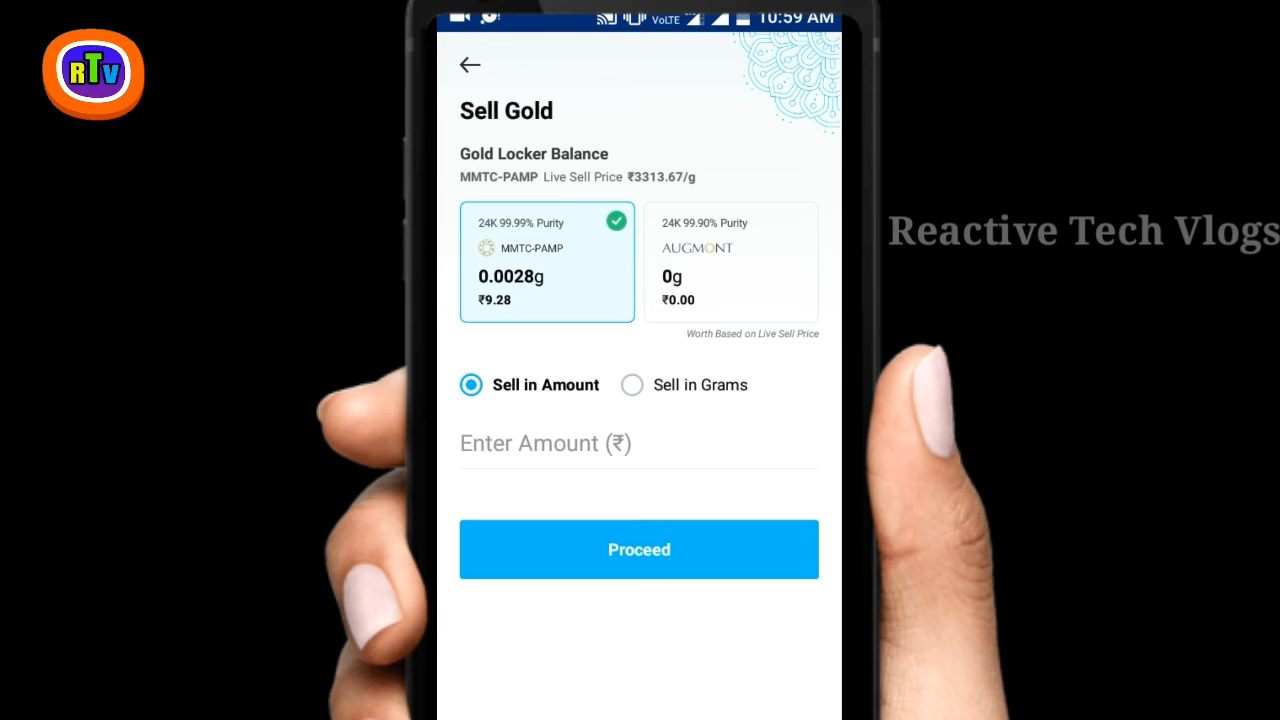 RTV
VoLTE 10:59 AM
Sell Gold
Gold Locker Balance
MMTC-PAMP Live Sell Price ₹3313.67/g
24K 99.99% Purity
MMTC-PAMP
0.0028g
₹9.28
24K 99.90% Purity
AUGMONT
0g
₹0.00
Worth Based on Live Sell Price
Sell in Amount
Sell in Grams
Enter Amount (₹)
Proceed
Reactive Tech Vlogs